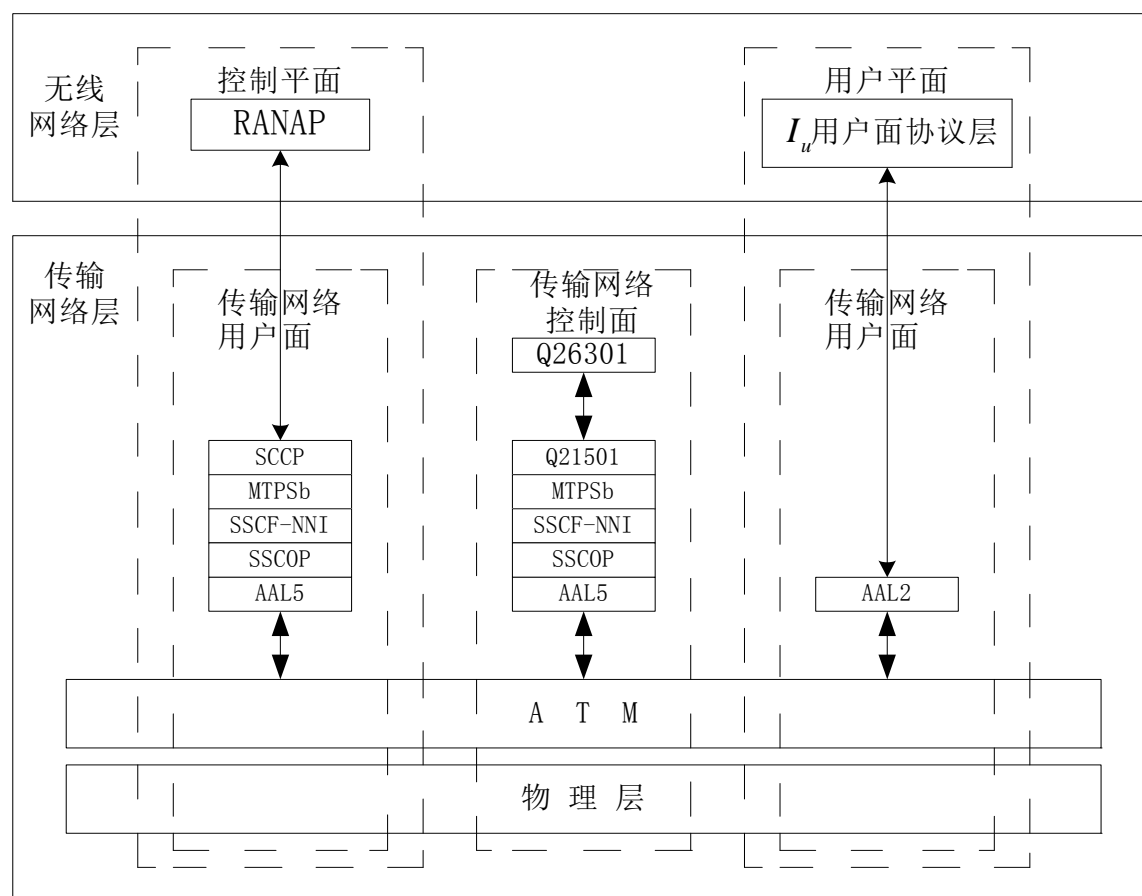 无线
网络层
控制平面
RANAP
用户平面
Iu用户面协议层
传输
网络层
传输网络
用户面
SCCP
MTPSb
SSCF-NNI
SSCOP
AAL5
传输网络
控制面
Q26301
Q21501
MTPSb
SSCF-NNI
SSCOP
AAL5
传输网络
用户面
AAL2
A T M
物 理 层